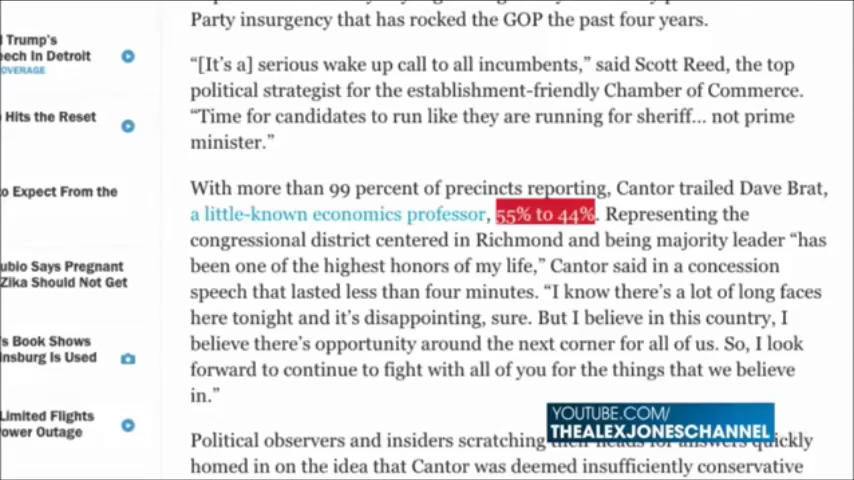 Party insurgency that has rocked the GOP the past four years.
Trump's
ech In Detroit
OVERAGE
"[It's a] serious wake up call to all incumbents," said Scott Reed, the top
political strategist for the establishment-friendly Chamber of Commerce.
"Time for candidates to run like they are running for sheriff... not prime
minister."
Hits the Reset
With more than 99 percent of precincts reporting, Cantor trailed Dave Brat,
a little-known economics professor, 55% to 44%. Representing the
congressional district centered in Richmond and being majority leader "has
been one of the highest honors of my life," Cantor said in a concession
speech that lasted less than four minutes. "I know there's a lot of long faces
here tonight and it's disappointing, sure. But I believe in this country, I
believe there's opportunity around the next corner for all of us. So, I look
forward to continue to fight with all of you for the things that we believe
in."
o Expect From the
ubio Says Pregnant
Zika Should Not Get
's Book Shows
nsburg Is Used
Limited Flights
ower Outage
YOUTUBE.COM/
THEALEXJONESCHANNEL
Political observers and insiders scratching their heads for answers quickly
homed in on the idea that Cantor was deemed insufficiently conservative